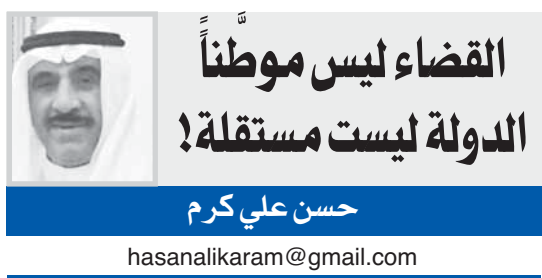 القضاء ليس موطَّناً
الدولة ليست مستقلة!
حسن علي كرم
hasanalikaram@gmail.com